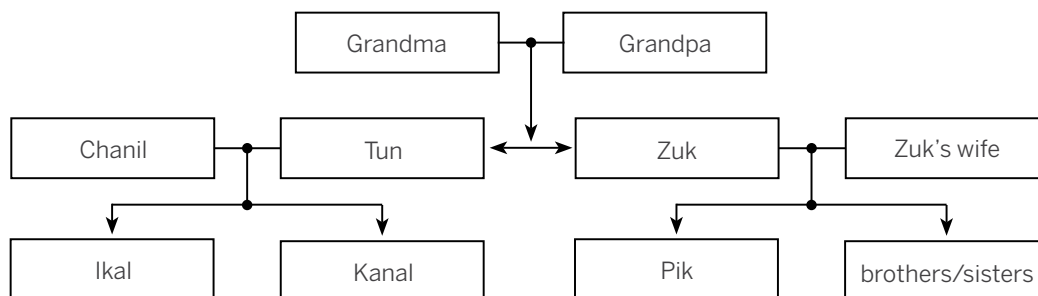 Grandma Grandpa
Chanil Tun Zuk Zuk's wife
Ikal Kanal Pik brothers/sisters